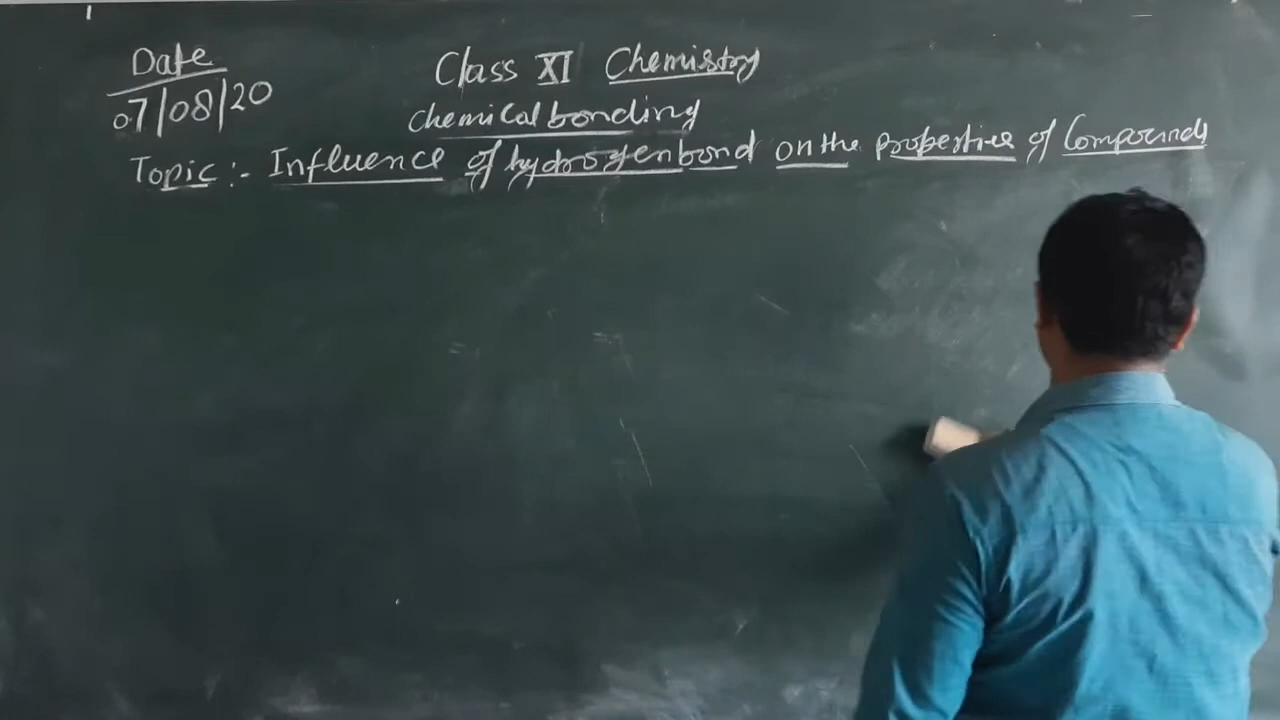 Date
07/08/20
Class XI Chemistry
Chemical bonding
Topic :- Influence of hydrogen bond on the properties of Compounds